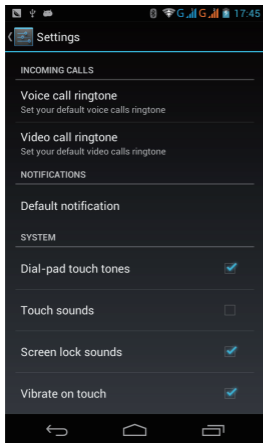 G G 17:45
Settings
INCOMING CALLS
Voice call ringtone
Set your default voice calls ringtone
Video call ringtone
Set your default video calls ringtone
NOTIFICATIONS
Default notification
SYSTEM
Dial-pad touch tones
Touch sounds
Screen lock sounds
Vibrate on touch